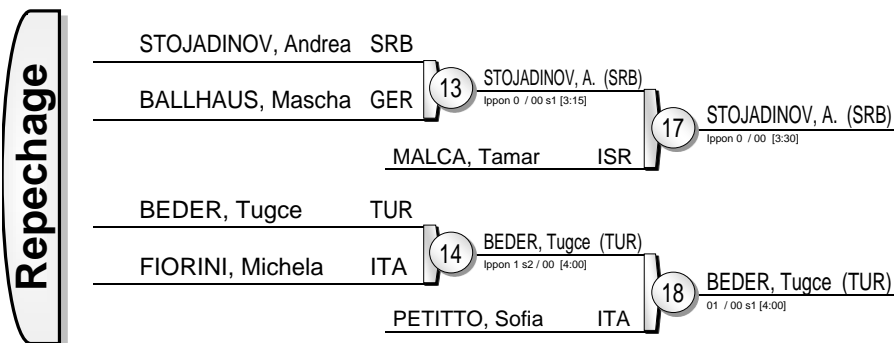 Repechage
STOJADINOV, Andrea SRB
BALLHAUS, Mascha GER
13
STOJADINOV, A. (SRB)
Ippon 0 / 00 s1 [3:15]
MALCA, Tamar ISR
17
STOJADINOV, A. (SRB)
Ippon 0 / 00 [3:30]
BEDER, Tugce TUR
FIORINI, Michela ITA
14
BEDER, Tugce (TUR)
Ippon 1 s2 / 00 [4:00]
PETITTO, Sofia ITA
18
BEDER, Tugce (TUR)
01 / 00 s1 [4:00]